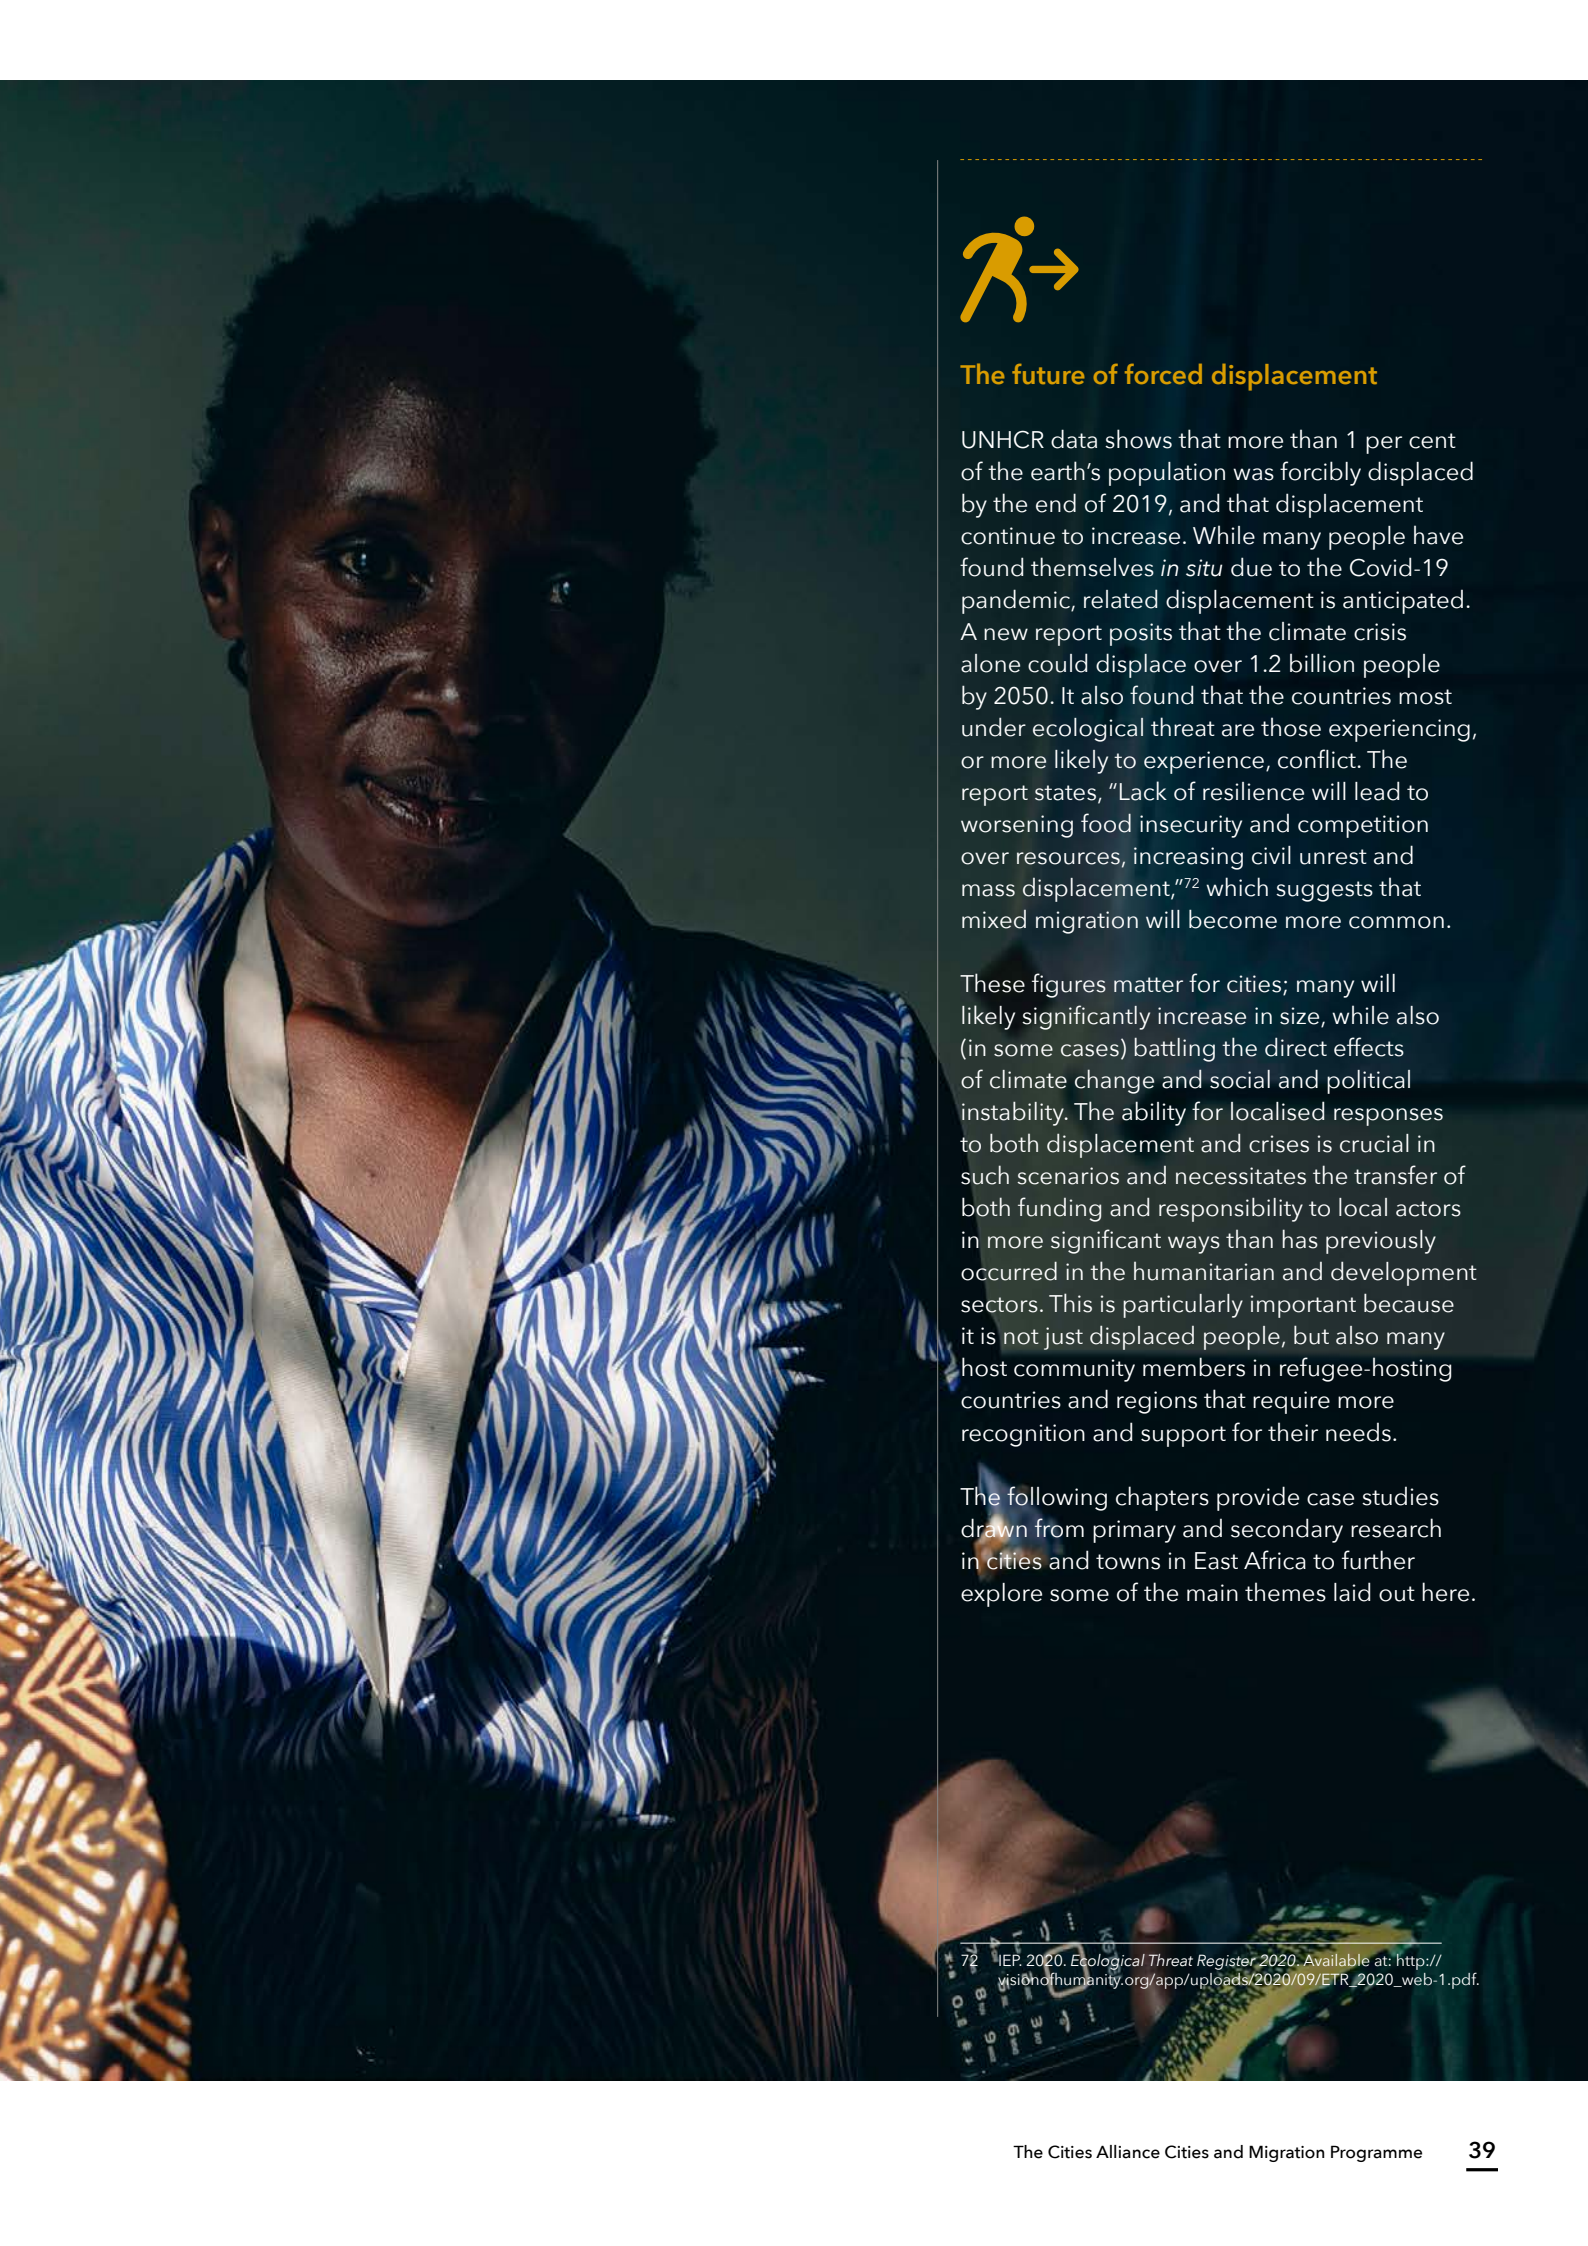 The future of forced displacement
UNHCR data shows that more than 1 per cent
of the earth’s population was forcibly displaced
by the end of 2019, and that displacement
continue to increase. While many people have
found themselves in situ due to the Covid-19
pandemic, related displacement is anticipated.
A new report posits that the climate crisis
alone could displace over 1.2 billion people
by 2050. It also found that the countries most
under ecological threat are those experiencing,
or more likely to experience, conflict. The
report states, “Lack of resilience will lead to
worsening food insecurity and competition
over resources, increasing civil unrest and
mass displacement,”72 which suggests that
mixed migration will become more common.
These figures matter for cities; many will
likely significantly increase in size, while also
(in some cases) battling the direct effects
of climate change and social and political
instability. The ability for localised responses
to both displacement and crises is crucial in
such scenarios and necessitates the transfer of
both funding and responsibility to local actors
in more significant ways than has previously
occurred in the humanitarian and development
sectors. This is particularly important because
it is not just displaced people, but also many
host community members in refugee-hosting
countries and regions that require more
recognition and support for their needs.
The following chapters provide case studies
drawn from primary and secondary research
in cities and towns in East Africa to further
explore some of the main themes laid out here.
72 IEP. 2020. Ecological Threat Register 2020. Available at: http://
visionofhumanity.org/app/uploads/2020/09/ETR_2020_web-1.pdf.
The Cities Alliance Cities and Migration Programme 39